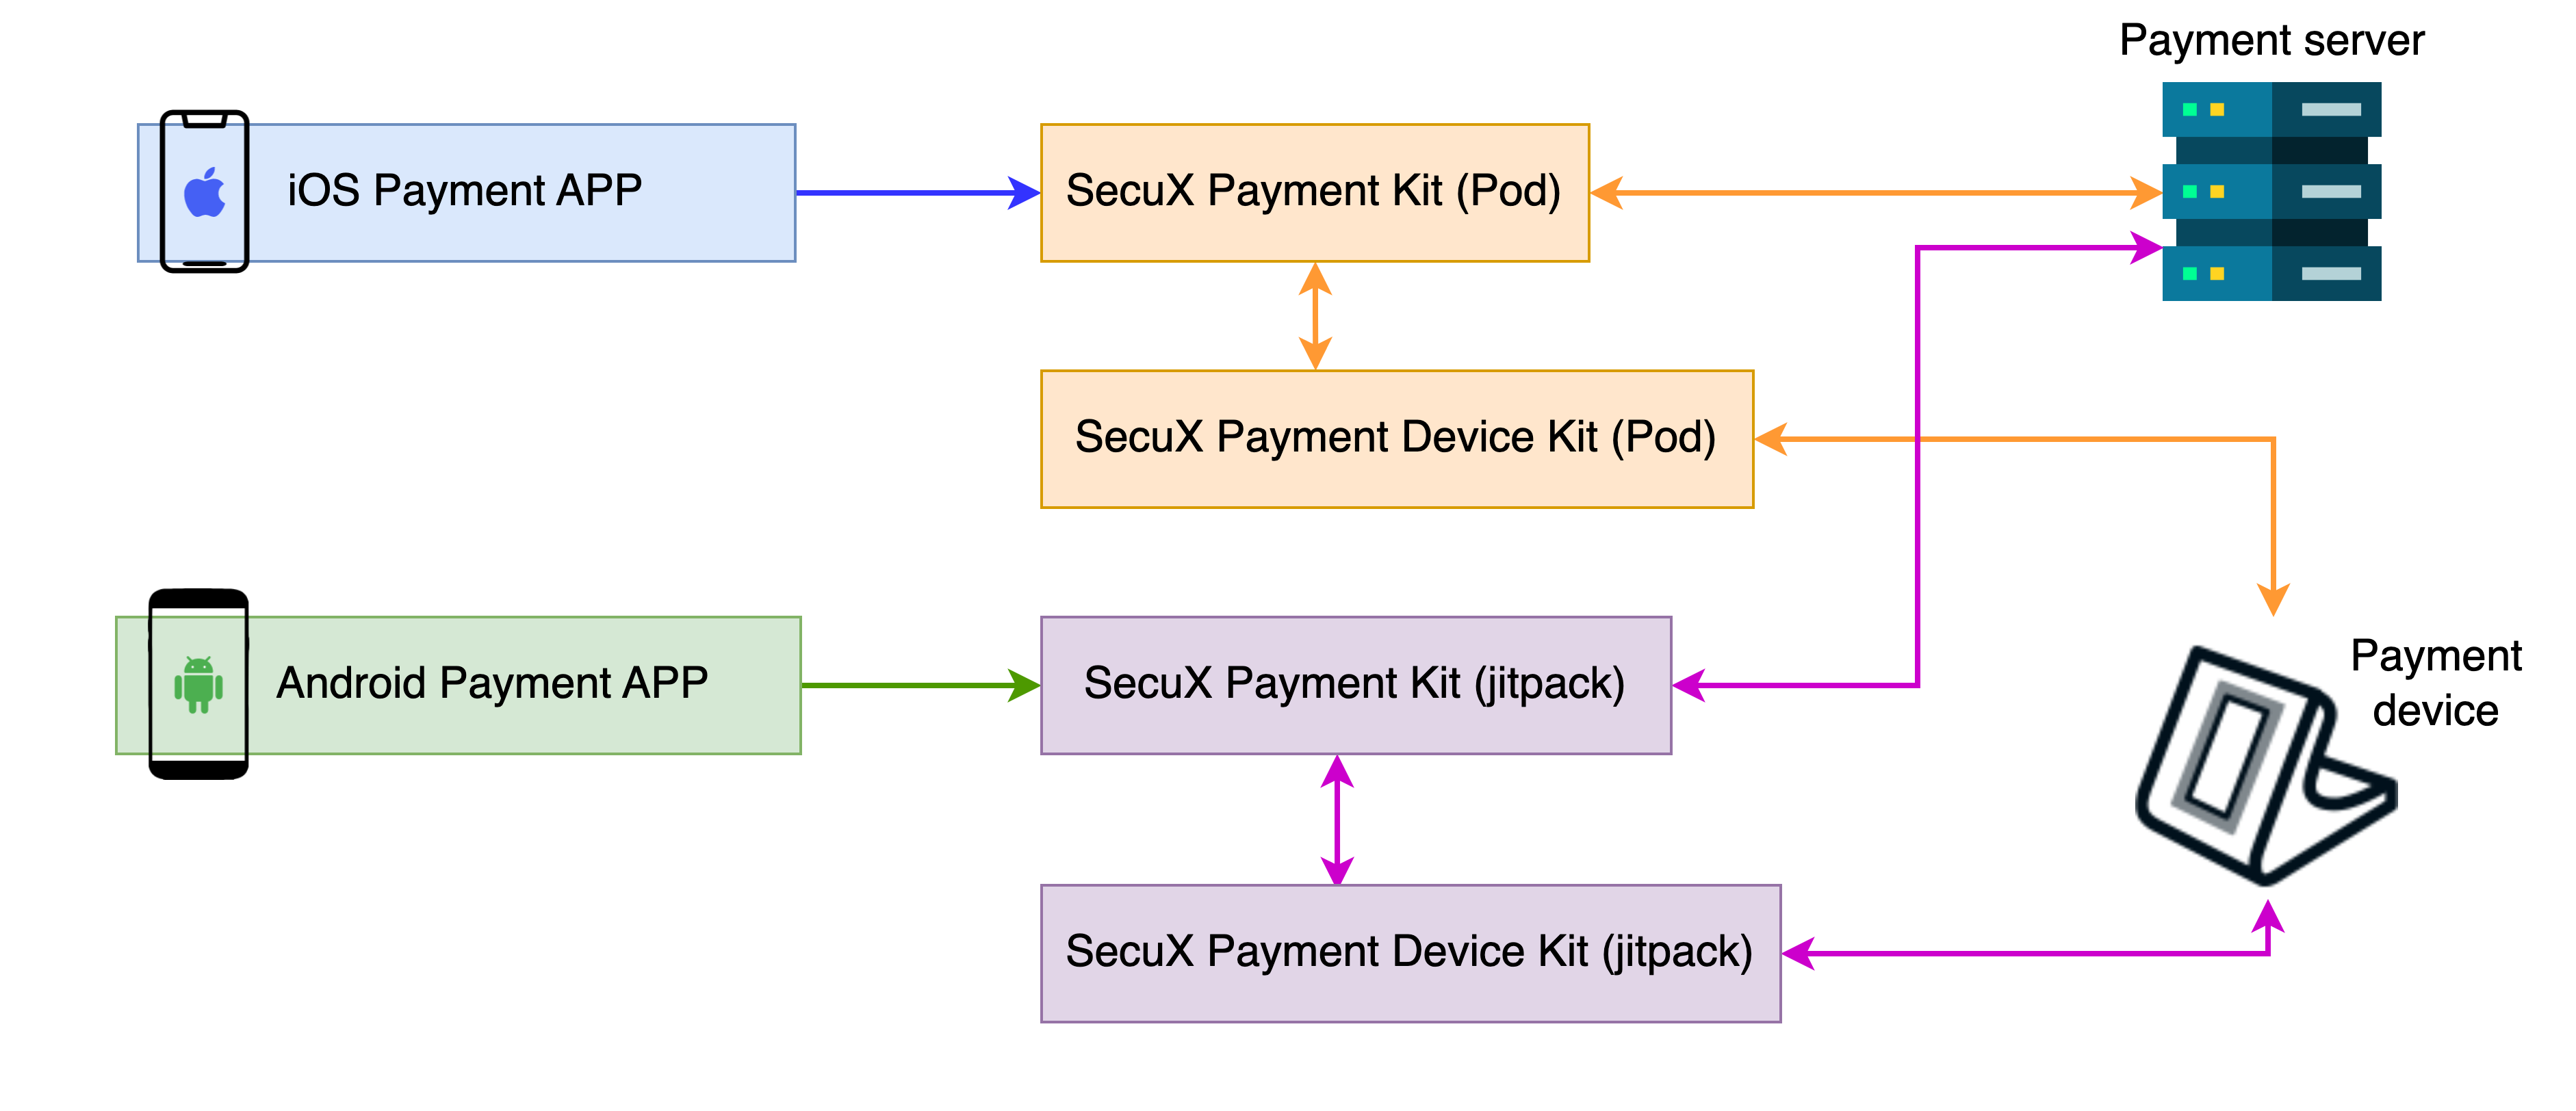 Payment server
iOS Payment APP
SecuX Payment Kit (Pod)
SecuX Payment Device Kit (Pod)
Android Payment APP
SecuX Payment Kit (jitpack)
Payment
device
SecuX Payment Device Kit (jitpack)